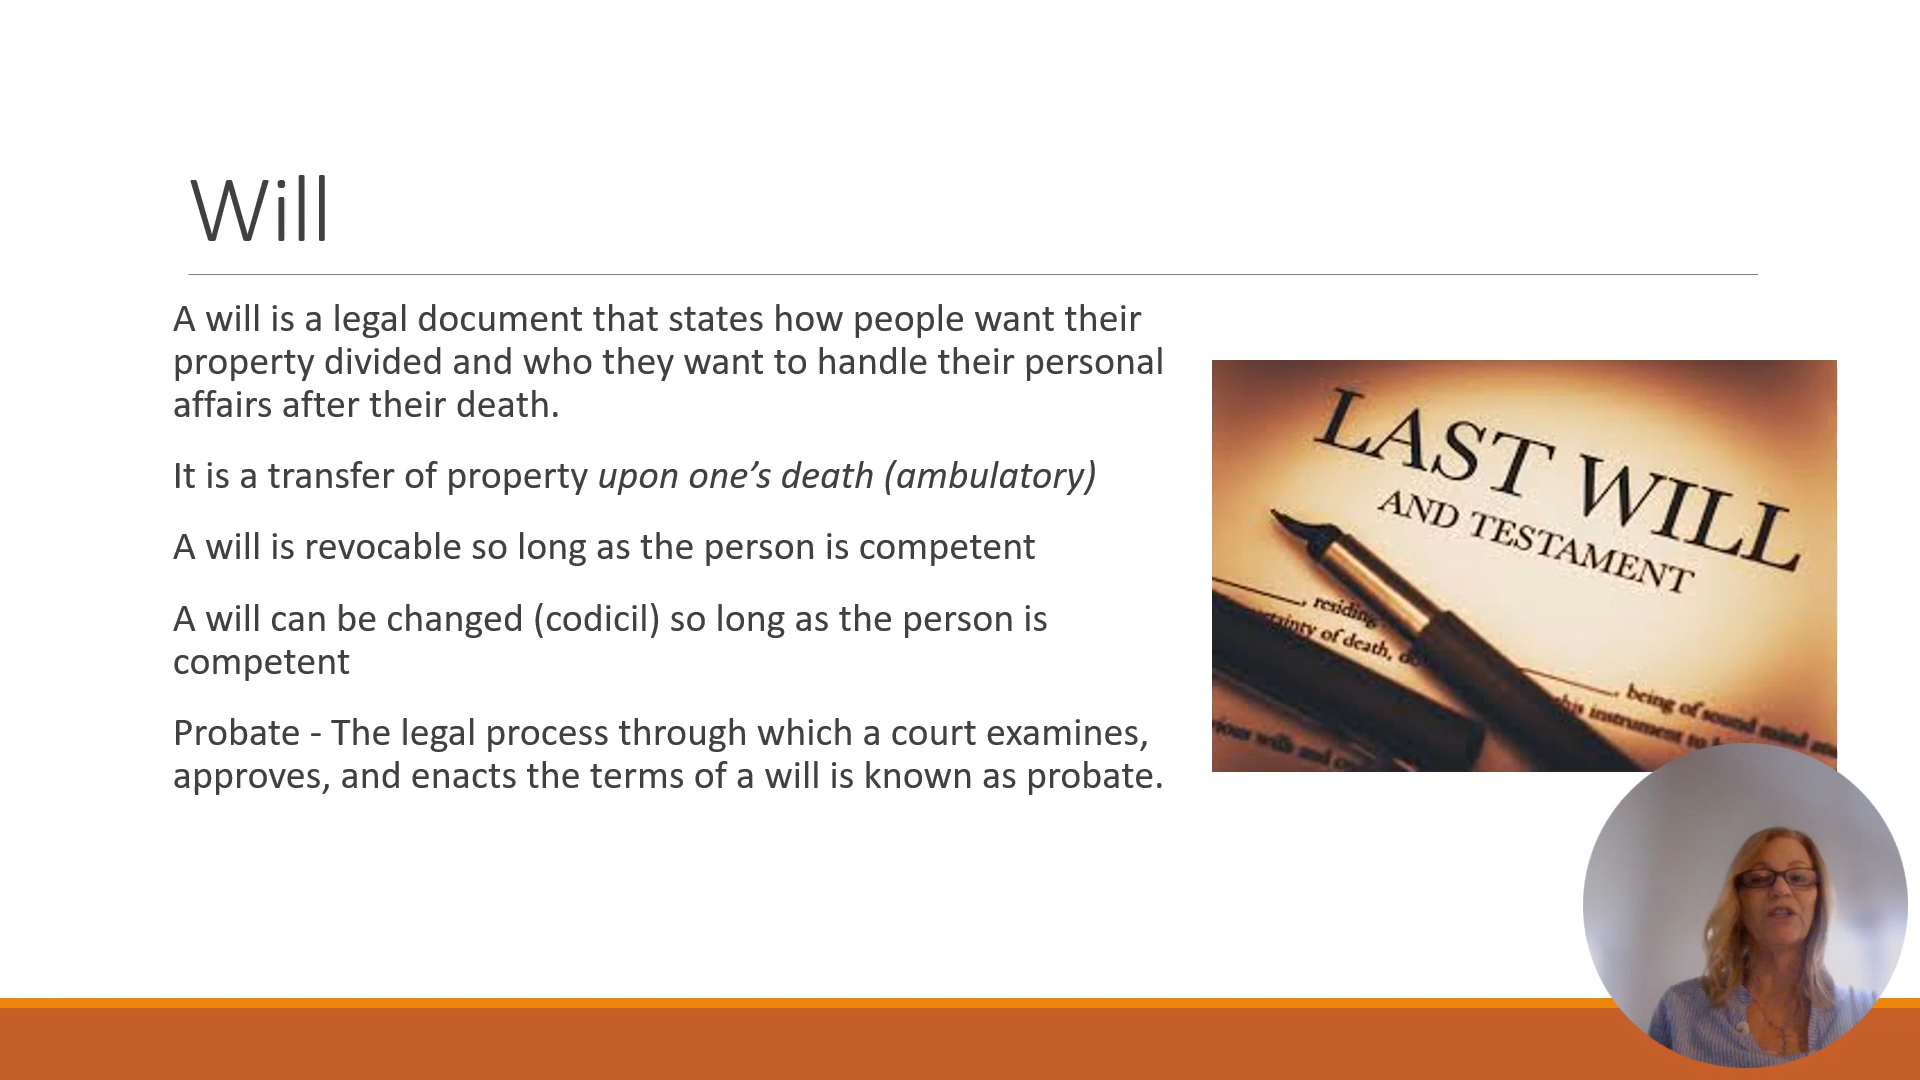 Will
A will is a legal document that states how people want their
property divided and who they want to handle their personal
affairs after their death.
It is a transfer of property upon one’s death (ambulatory)
A will is revocable so long as the person is competent
A will can be changed (codicil) so long as the person is
competent
Probate - The legal process through which a court examines,
approves, and enacts the terms of a will is known as probate.
LAST WILL
AND TESTAMENT
, residing
of death,
, being of sound mind
this instrument to